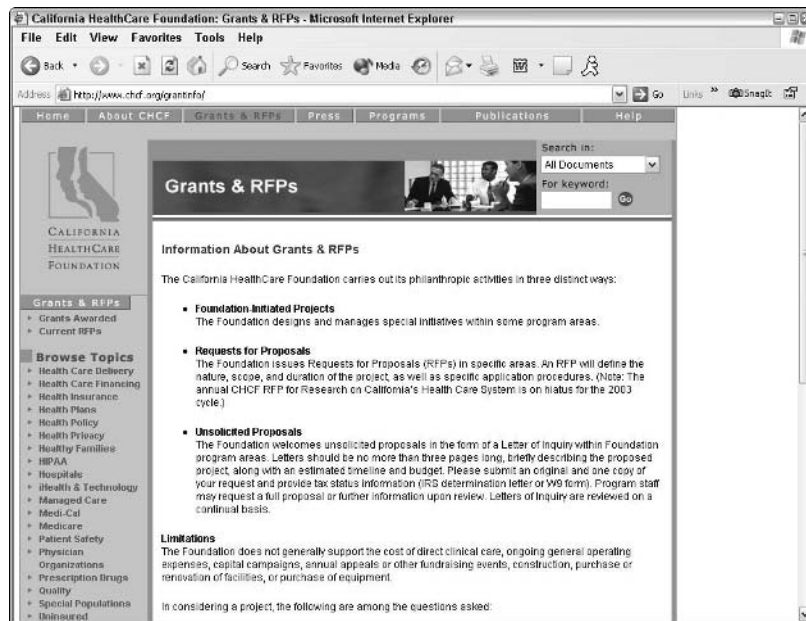 California HealthCare Foundation: Grants & RFPs - Microsoft Internet Explorer
File Edit View Favorites Tools Help
Back Search Favorites Media
Address http://www.chcf.org/grantinfo/ Go Links » SnagIt
Home About CHCF Grants & RFPs Press Programs Publications Help
Search in:
All Documents
For keyword:
Go
Grants & RFPs
CALIFORNIA
HEALTHCARE
FOUNDATION
Grants & RFPs
Grants Awarded
Current RFPs
Browse Topics
Health Care Delivery
Health Care Financing
Health Insurance
Health Plans
Health Policy
Health Privacy
Healthy Families
HIPAA
Hospitals
iHealth & Technology
Managed Care
Medi-Cal
Medicare
Patient Safety
Physician
Organizations
Prescription Drugs
Quality
Special Populations
Uninsured
Information About Grants & RFPs
The California HealthCare Foundation carries out its philanthropic activities in three distinct ways:
• Foundation-Initiated Projects
The Foundation designs and manages special initiatives within some program areas.
• Requests for Proposals
The Foundation issues Requests for Proposals (RFPs) in specific areas. An RFP will define the
nature, scope, and duration of the project, as well as specific application procedures. (Note: The
annual CHCF RFP for Research on California's Health Care System is on hiatus for the 2003
cycle.)
• Unsolicited Proposals
The Foundation welcomes unsolicited proposals in the form of a Letter of Inquiry within Foundation
program areas. Letters should be no more than three pages long, briefly describing the proposed
project, along with an estimated timeline and budget. Please submit an original and one copy of
your request and provide tax status information (IRS determination letter or W9 form). Program staff
may request a full proposal or further information upon review. Letters of Inquiry are reviewed on a
continual basis.
Limitations
The Foundation does not generally support the cost of direct clinical care, ongoing general operating
expenses, capital campaigns, annual appeals or other fundraising events, construction, purchase or
renovation of facilities, or purchase of equipment.
In considering a project, the following are among the questions asked: